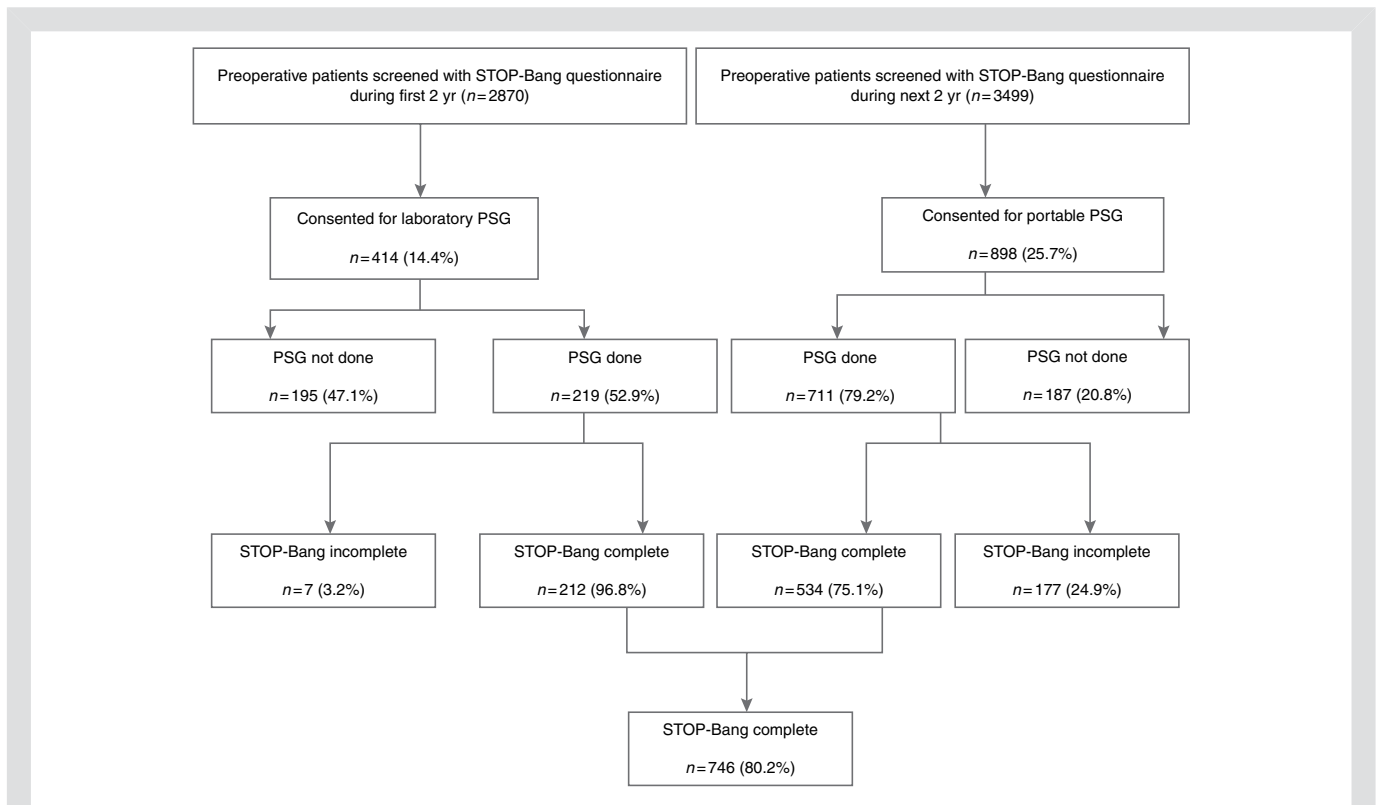 Preoperative patients screened with STOP-Bang questionnaire
during first 2 yr (n=2870)
Preoperative patients screened with STOP-Bang questionnaire
during next 2 yr (n=3499)
Consented for laboratory PSG
n=414 (14.4%)
Consented for portable PSG
n=898 (25.7%)
PSG not done
n=195 (47.1%)
PSG done
n=219 (52.9%)
PSG done
n=711 (79.2%)
PSG not done
n=187 (20.8%)
STOP-Bang incomplete
n=7 (3.2%)
STOP-Bang complete
n=212 (96.8%)
STOP-Bang complete
n=534 (75.1%)
STOP-Bang incomplete
n=177 (24.9%)
STOP-Bang complete
n=746 (80.2%)